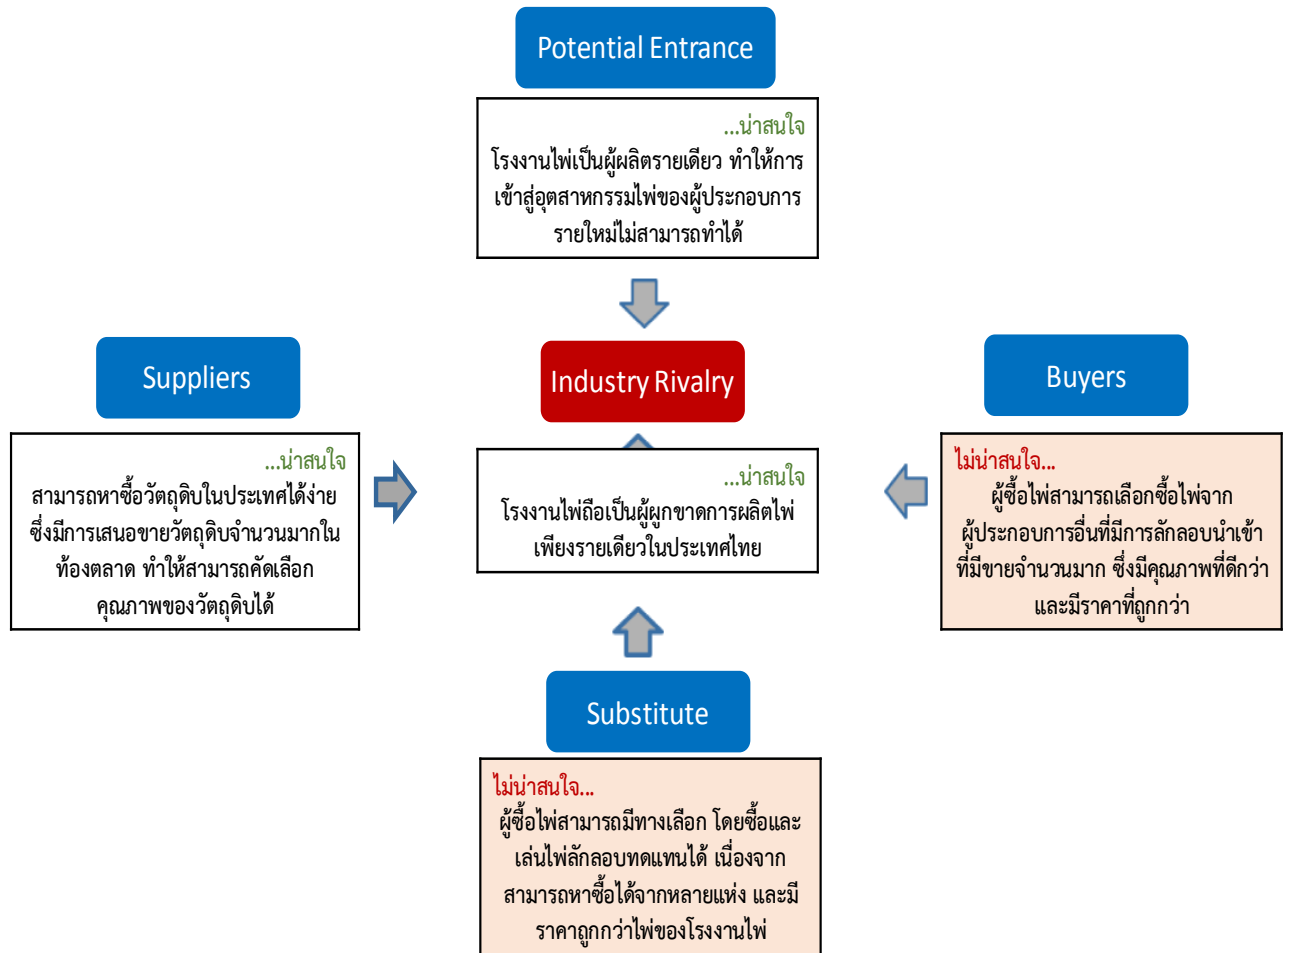 Potential Entrance
...น่าสนใจ
โรงงานไพ่เป็นผู้ผลิตรายเดียว ทำให้การ
เข้าสู่อุตสาหกรรมไพ่ของผู้ประกอบการ
รายใหม่ไม่สามารถทำได้
Suppliers
...น่าสนใจ
สามารถหาซื้อวัตถุดิบในประเทศได้ง่าย
ซึ่งมีการเสนอขายวัตถุดิบจำนวนมากใน
ท้องตลาด ทำให้สามารถคัดเลือก
คุณภาพของวัตถุดิบได้
Industry Rivalry
...น่าสนใจ
โรงงานไพ่ถือเป็นผู้ผูกขาดการผลิตไพ่
เพียงรายเดียวในประเทศไทย
Buyers
ไม่น่าสนใจ...
ผู้ซื้อไพ่สามารถเลือกซื้อไพ่จาก
ผู้ประกอบการอื่นที่มีการลักลอบนำเข้า
ที่มีขายจำนวนมาก ซึ่งมีคุณภาพที่ดีกว่า
และมีราคาที่ถูกกว่า
Substitute
ไม่น่าสนใจ...
ผู้ซื้อไพ่สามารถมีทางเลือก โดยซื้อและ
เล่นไพ่ลักลอบทดแทนได้ เนื่องจาก
สามารถหาซื้อได้จากหลายแห่ง และมี
ราคาถูกกว่าไพ่ของโรงงานไพ่